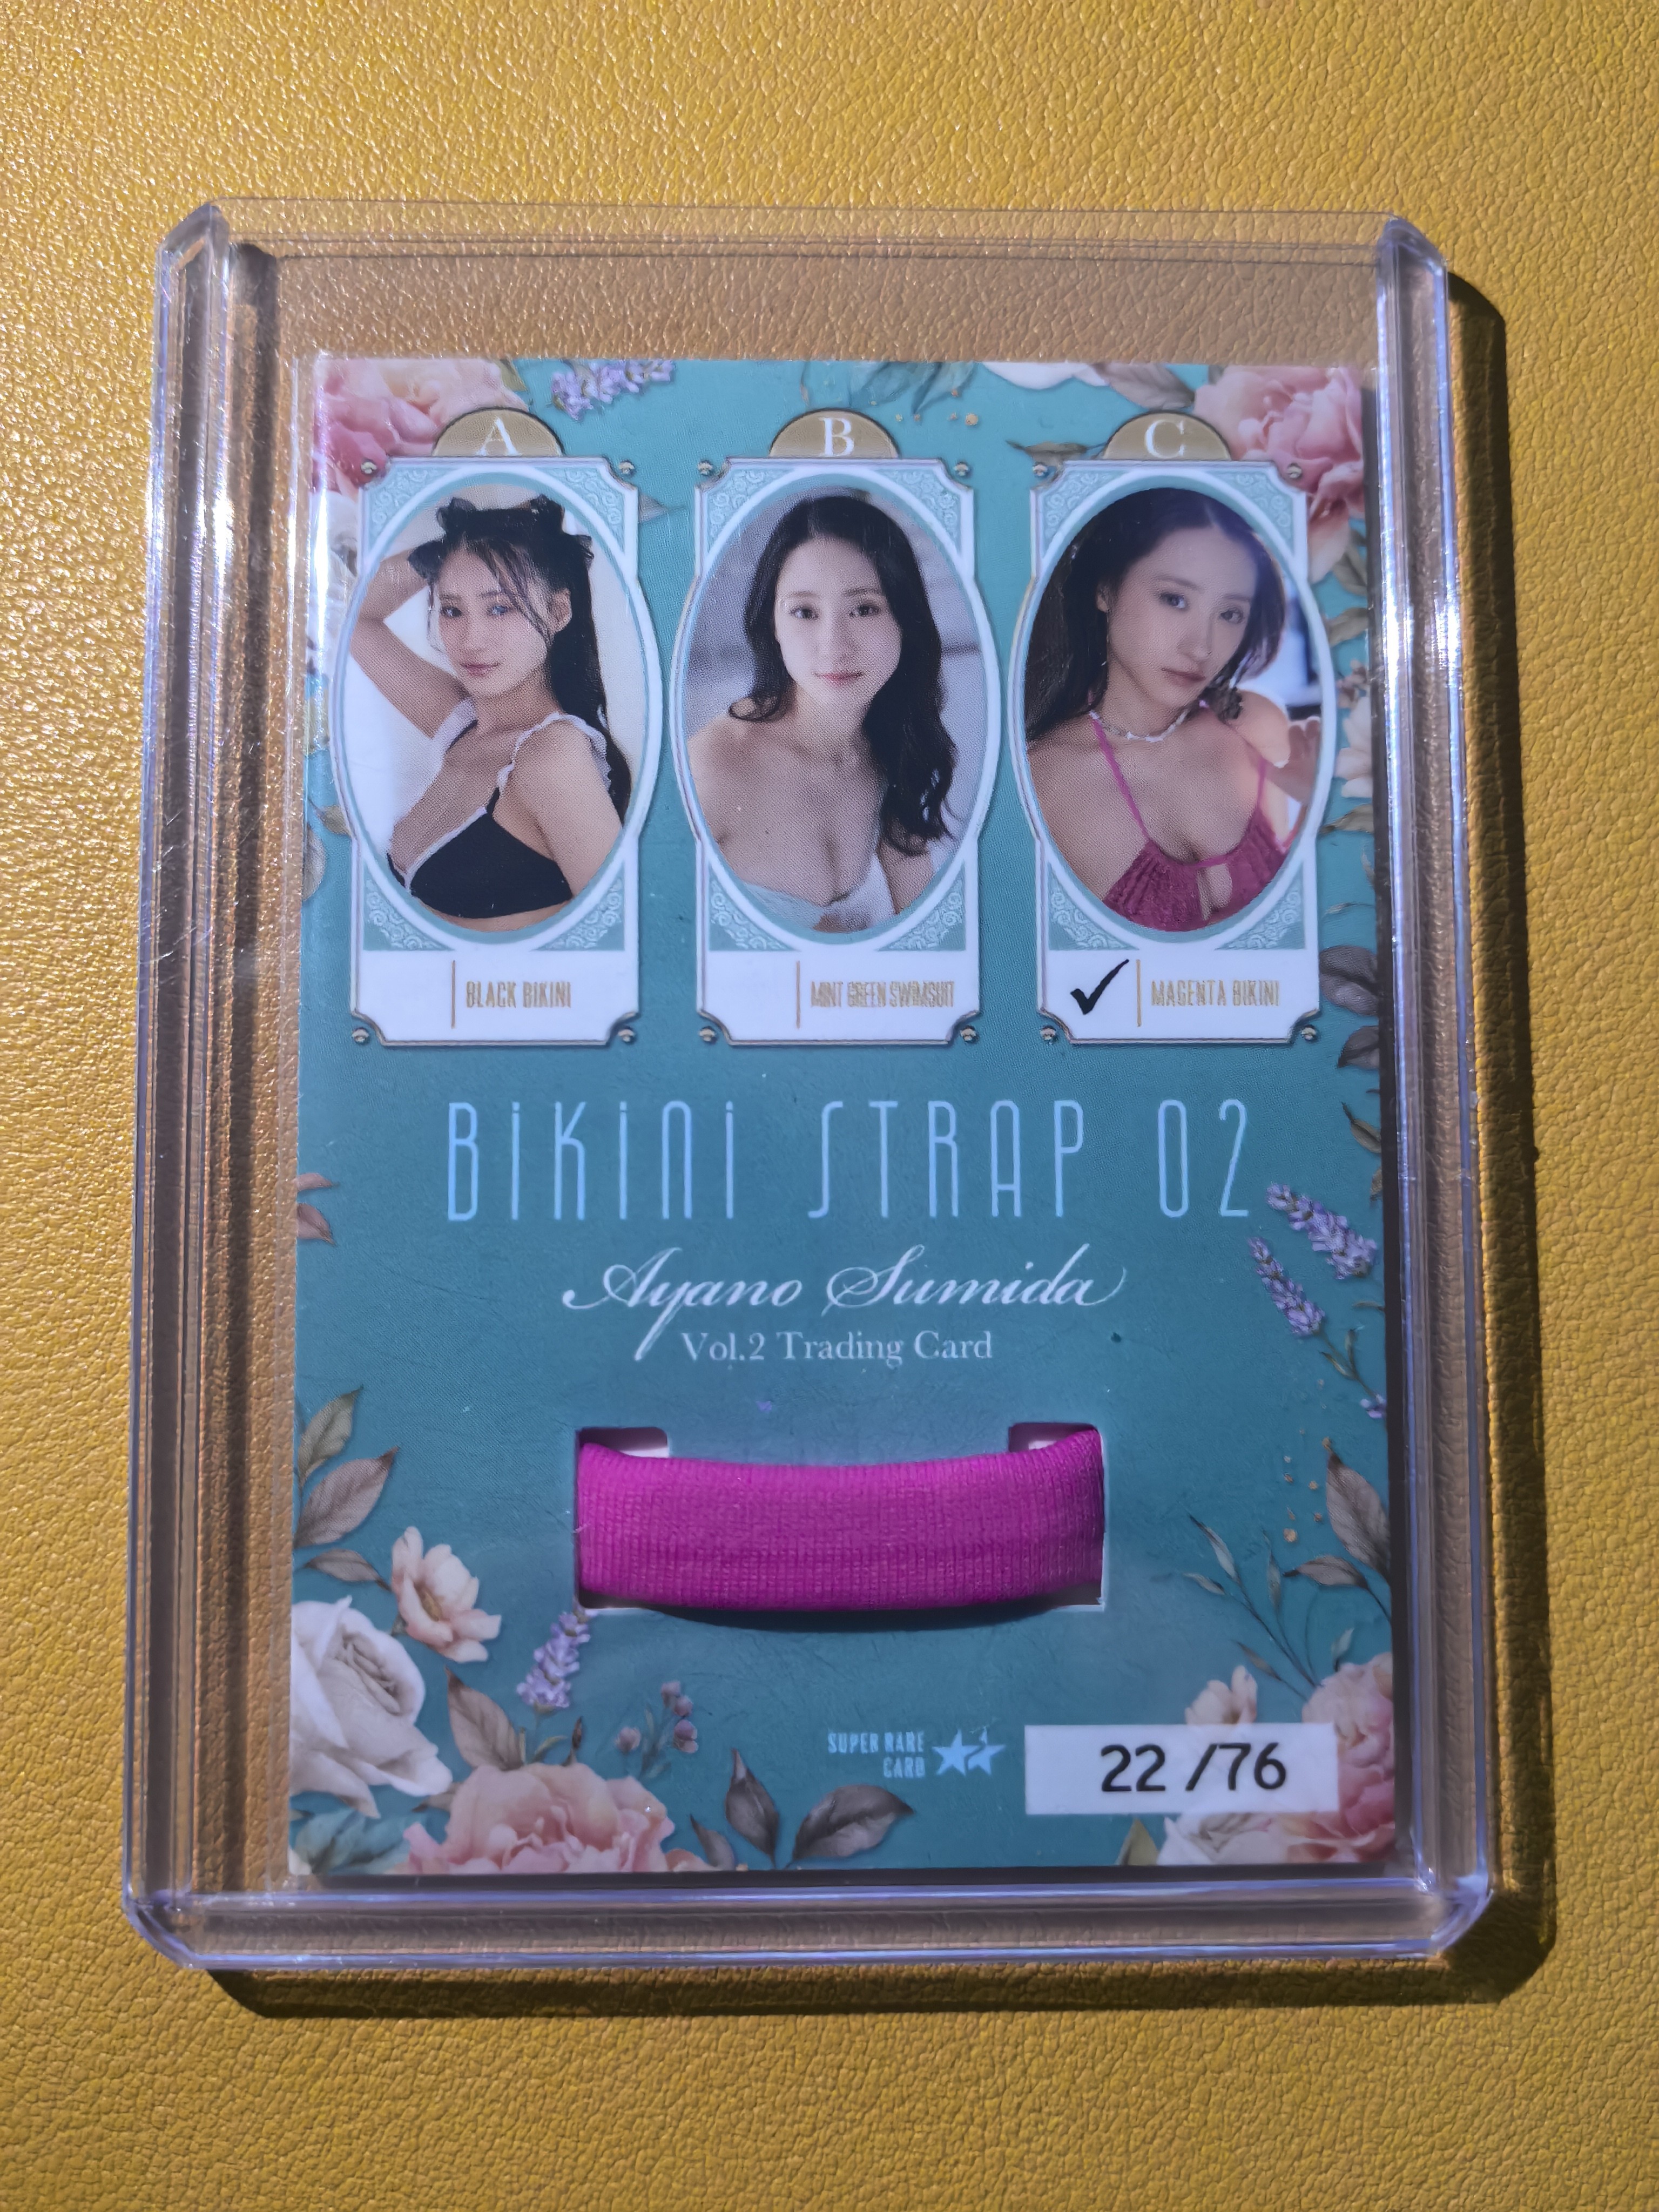 A
B
C
BLACK BIKINI
MINT GREEN SWIMSUIT
✓ MAGENTA BIKINI
BIKINI STRAP 02
Ayano Sumida
Vol.2 Trading Card
SUPER RARE
CARD
22 /76